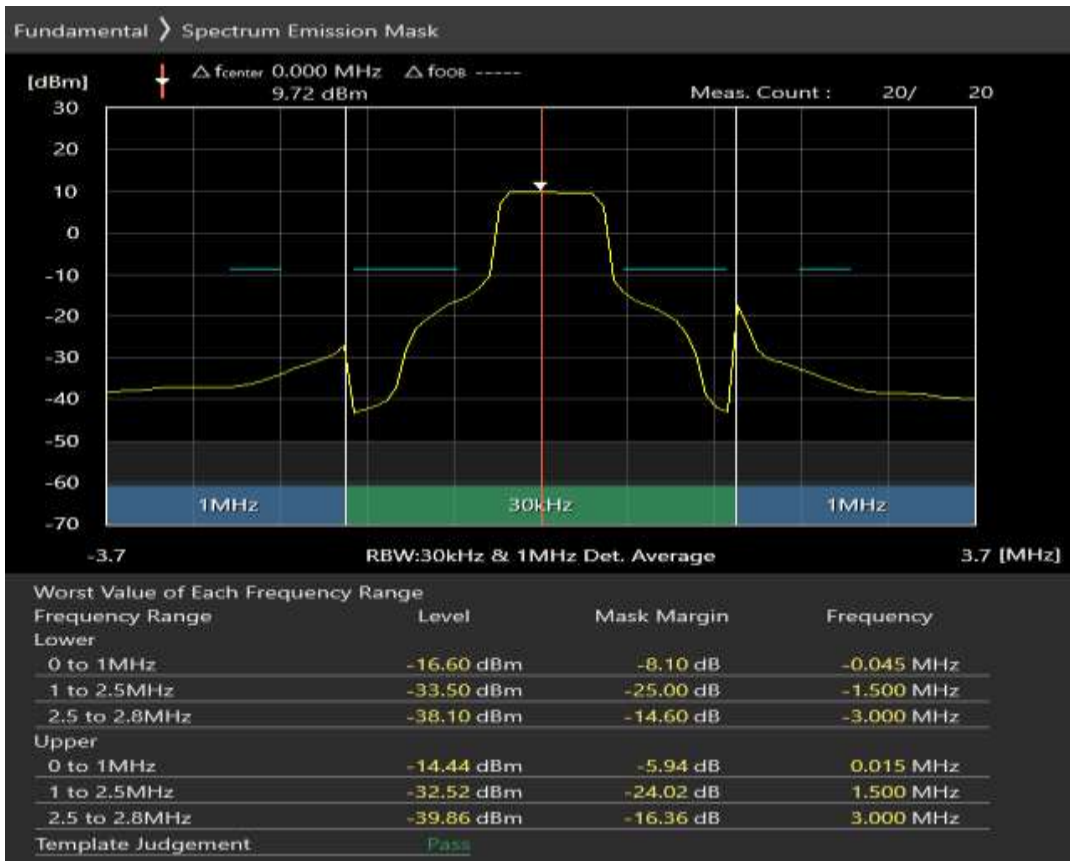 Fundamental 〉 Spectrum Emission Mask
[dBm] △ fcenter 0.000 MHz △ fOOB -----
9.72 dBm Meas. Count : 20/ 20
30
20
10
0
-10
-20
-30
-40
-50
-60
-70
1MHz 30kHz 1MHz
-3.7 RBW:30kHz & 1MHz Det. Average 3.7 [MHz]
Worst Value of Each Frequency Range
Frequency Range Level Mask Margin Frequency
Lower
0 to 1MHz -16.60 dBm -8.10 dB -0.045 MHz
1 to 2.5MHz -33.50 dBm -25.00 dB -1.500 MHz
2.5 to 2.8MHz -38.10 dBm -14.60 dB -3.000 MHz
Upper
0 to 1MHz -14.44 dBm -5.94 dB 0.015 MHz
1 to 2.5MHz -32.52 dBm -24.02 dB 1.500 MHz
2.5 to 2.8MHz -39.86 dBm -16.36 dB 3.000 MHz
Template Judgement Pass